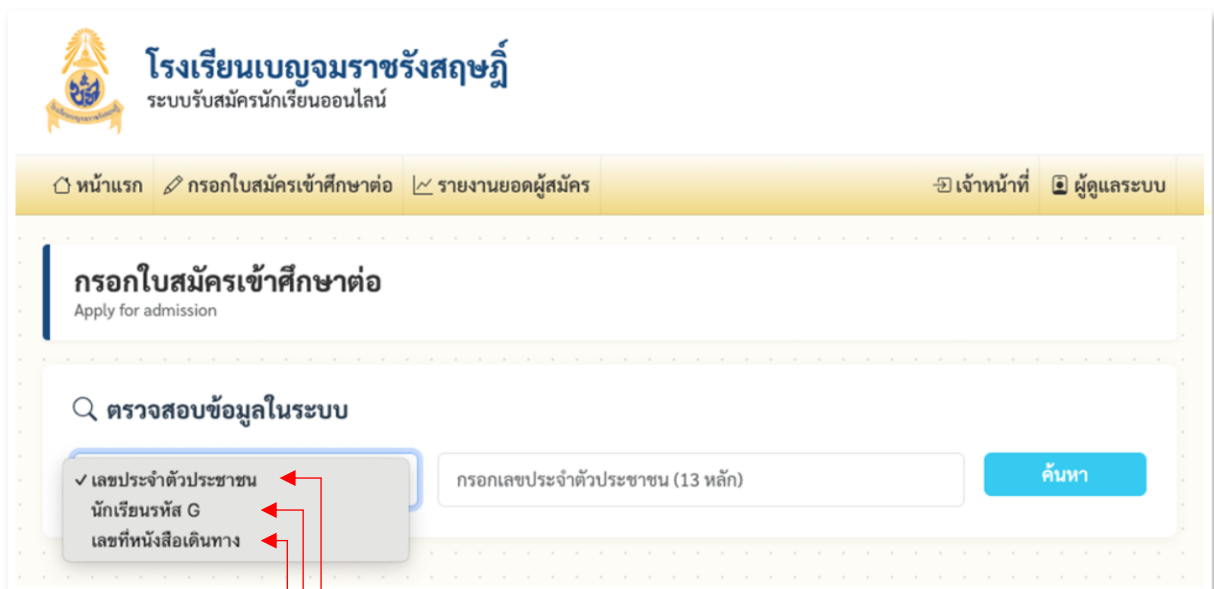 โรงเรียนเบญจมราชรังสฤษฎิ์
ระบบรับสมัครนักเรียนออนไลน์
หน้าแรก กรอกใบสมัครเข้าศึกษาต่อ รายงานยอดผู้สมัคร เจ้าหน้าที่ ผู้ดูแลระบบ
กรอกใบสมัครเข้าศึกษาต่อ
Apply for admission
ตรวจสอบข้อมูลในระบบ
✓ เลขประจำตัวประชาชน
นักเรียนรหัส G
เลขที่หนังสือเดินทาง
กรอกเลขประจำตัวประชาชน (13 หลัก)
ค้นหา